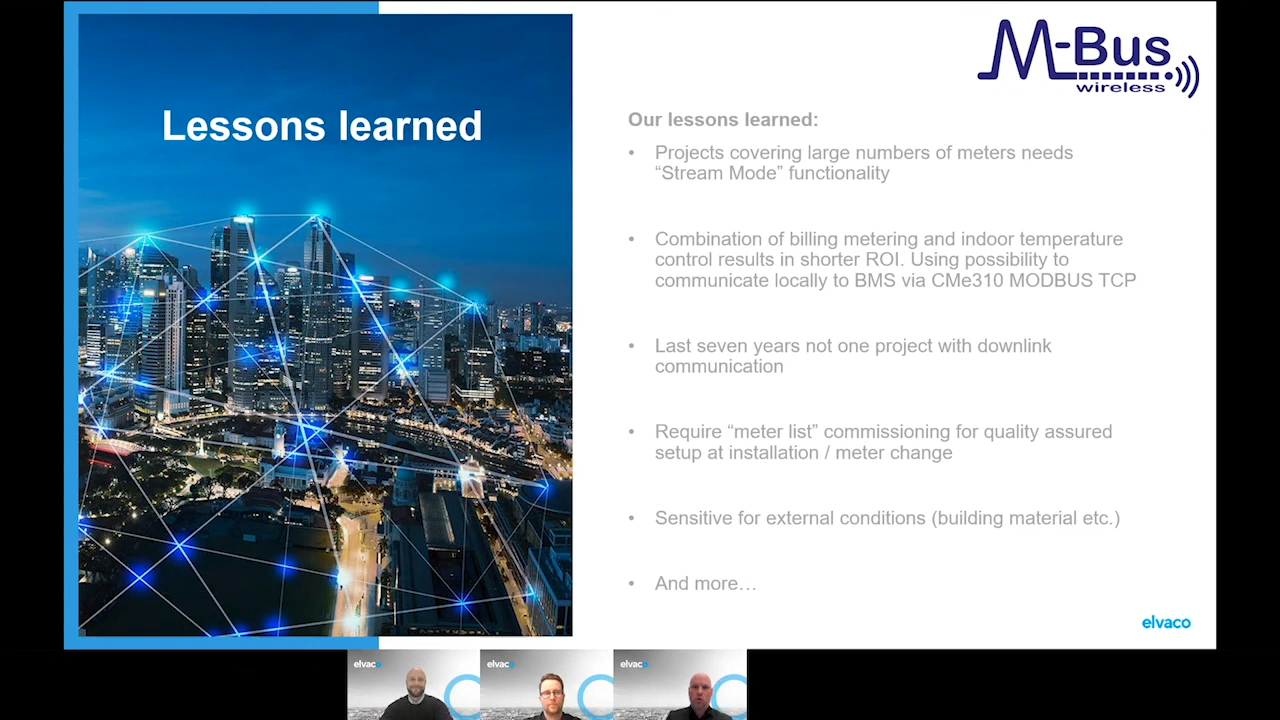 Lessons learned
M-Bus
wireless
Our lessons learned:
• Projects covering large numbers of meters needs
“Stream Mode” functionality
• Combination of billing metering and indoor temperature
control results in shorter ROI. Using possibility to
communicate locally to BMS via CMe310 MODBUS TCP
• Last seven years not one project with downlink
communication
• Require “meter list” commissioning for quality assured
setup at installation / meter change
• Sensitive for external conditions (building material etc.)
• And more…
elvaco
elvaco
elvaco
elvaco